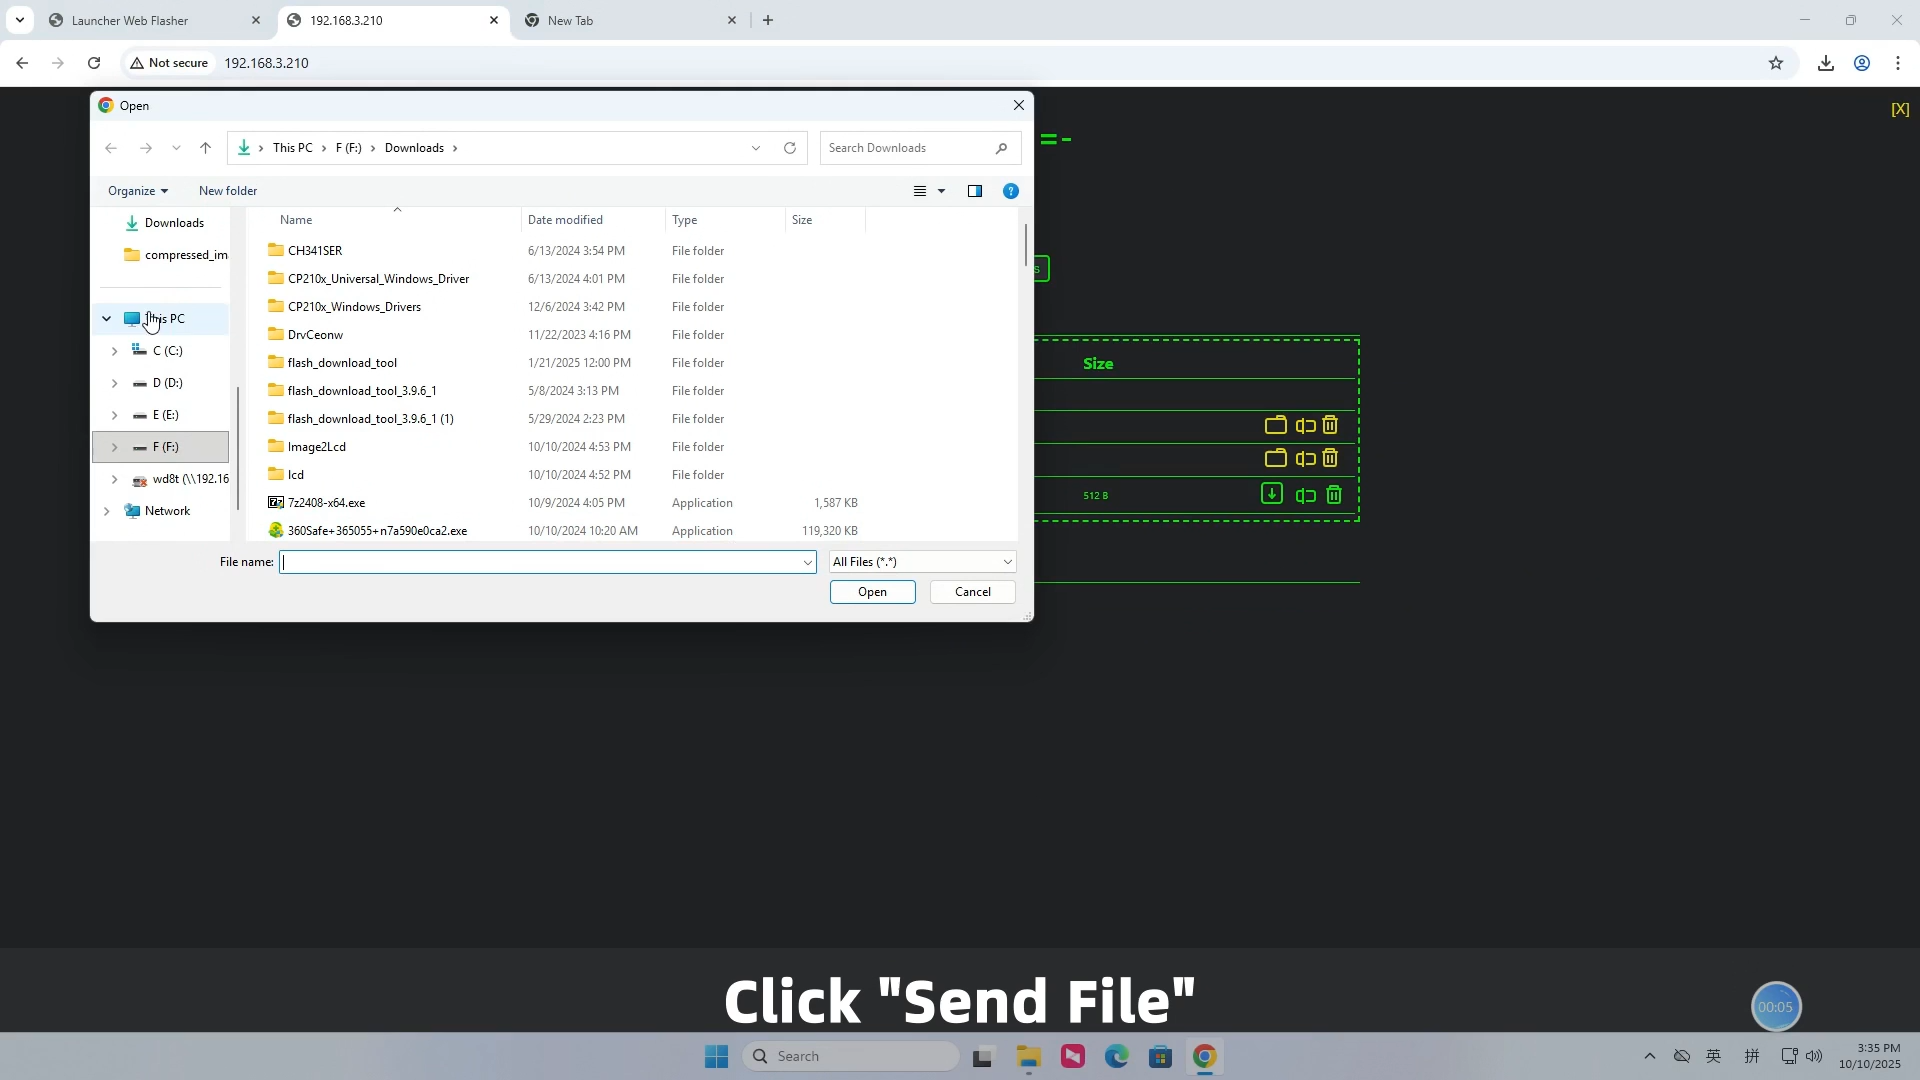 Launcher Web Flasher
192.168.3.210
New Tab
Not secure
192.168.3.210
[X]
Open
This PC > F (F:) > Downloads >
Search Downloads
Organize
New folder
=-
Downloads
compressed_im
This PC
C (C:)
D (D:)
E (E:)
F (F:)
wd8t (\\192.16
Network
Name Date modified Type Size
CH341SER 6/13/2024 3:54 PM File folder
CP210x_Universal_Windows_Driver 6/13/2024 4:01 PM File folder
CP210x_Windows_Drivers 12/6/2024 3:42 PM File folder
DrvCeonw 11/22/2023 4:16 PM File folder
flash_download_tool 1/21/2025 12:00 PM File folder
flash_download_tool_3.9.6_1 5/8/2024 3:13 PM File folder
flash_download_tool_3.9.6_1 (1) 5/29/2024 2:23 PM File folder
Image2Lcd 10/10/2024 4:53 PM File folder
lcd 10/10/2024 4:52 PM File folder
7z2408-x64.exe 10/9/2024 4:05 PM Application 1,587 KB
360Safe+365055+n7a590e0ca2.exe 10/10/2024 10:20 AM Application 119,320 KB
File name:
All Files (*.*)
Open
Cancel
s
Size
512 B
Click "Send File"
00:05
Search
英
拼
3:35 PM
10/10/2025